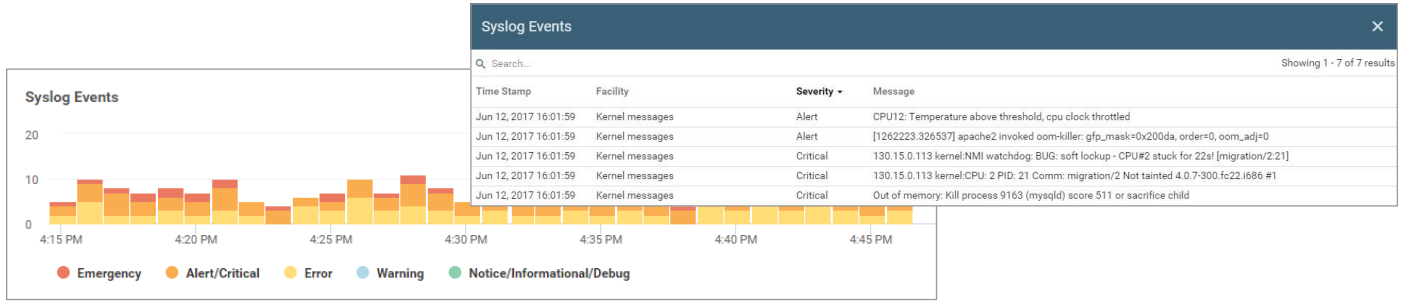 Syslog Events
×
Search...
Showing 1 - 7 of 7 results
Time Stamp Facility Severity Message
Jun 12, 2017 16:01:59 Kernel messages Alert CPU12: Temperature above threshold, cpu clock throttled
Jun 12, 2017 16:01:59 Kernel messages Alert [1262223.326537] apache2 invoked oom-killer: gfp_mask=0x200da, order=0, oom_adj=0
Jun 12, 2017 16:01:59 Kernel messages Critical 130.15.0.113 kernel:NMI watchdog: BUG: soft lockup - CPU#2 stuck for 22s! [migration/2:21]
Jun 12, 2017 16:01:59 Kernel messages Critical 130.15.0.113 kernel:CPU: 2 PID: 21 Comm: migration/2 Not tainted 4.0.7-300.fc22.i686 #1
Jun 12, 2017 16:01:59 Kernel messages Critical Out of memory: Kill process 9163 (mysqld) score 511 or sacrifice child
Syslog Events
20
10
0
4:15 PM 4:20 PM 4:25 PM 4:30 PM 4:35 PM 4:40 PM 4:45 PM
Emergency Alert/Critical Error Warning Notice/Informational/Debug